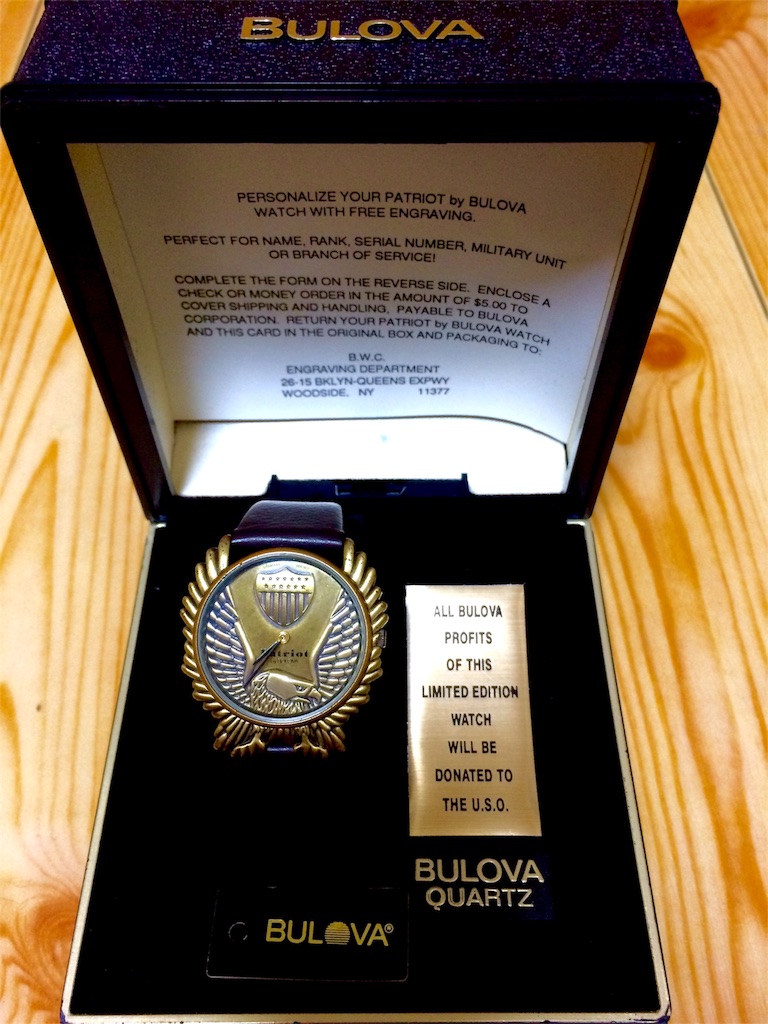 BULOVA
PERSONALIZE YOUR PATRIOT by BULOVA
WATCH WITH FREE ENGRAVING.
PERFECT FOR NAME, RANK, SERIAL NUMBER, MILITARY UNIT
OR BRANCH OF SERVICE!
COMPLETE THE FORM ON THE REVERSE SIDE. ENCLOSE A
CHECK OR MONEY ORDER IN THE AMOUNT OF $5.00 TO
COVER SHIPPING AND HANDLING, PAYABLE TO BULOVA
CORPORATION. RETURN YOUR PATRIOT by BULOVA WATCH
AND THIS CARD IN THE ORIGINAL BOX AND PACKAGING TO:
B.W.C.
ENGRAVING DEPARTMENT
26-15 BKLYN-QUEENS EXPWY
WOODSIDE, NY 11377
Patriot
ALL BULOVA
PROFITS
OF THIS
LIMITED EDITION
WATCH
WILL BE
DONATED TO
THE U.S.O.
BULOVA
QUARTZ
BULOVA®